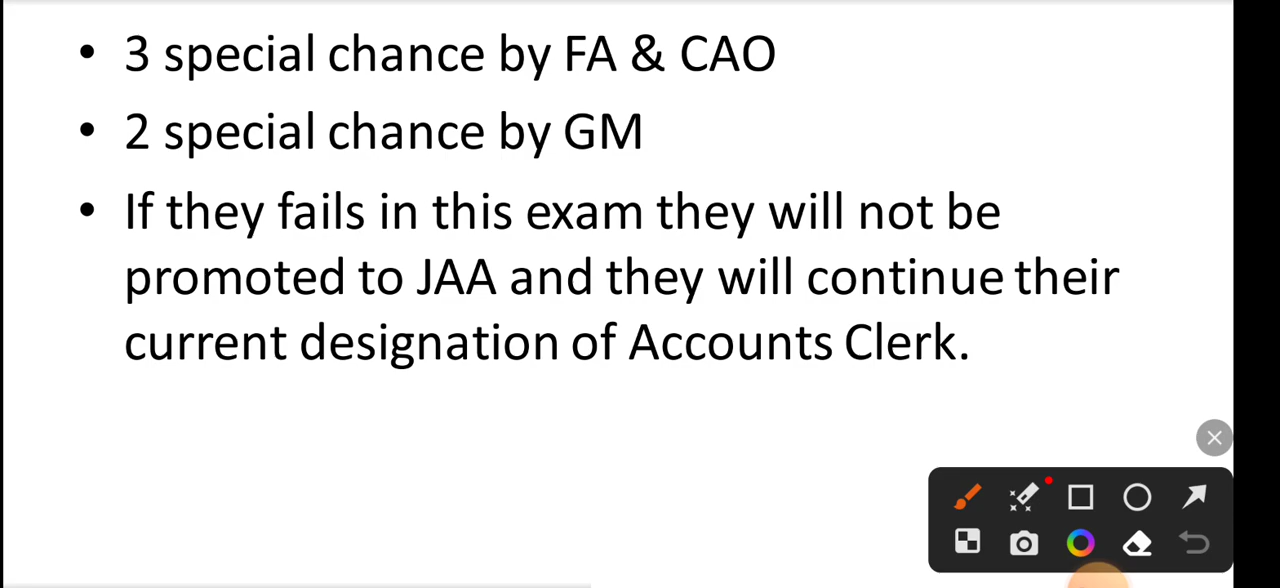 • 3 special chance by FA & CAO
• 2 special chance by GM
• If they fails in this exam they will not be
promoted to JAA and they will continue their
current designation of Accounts Clerk.